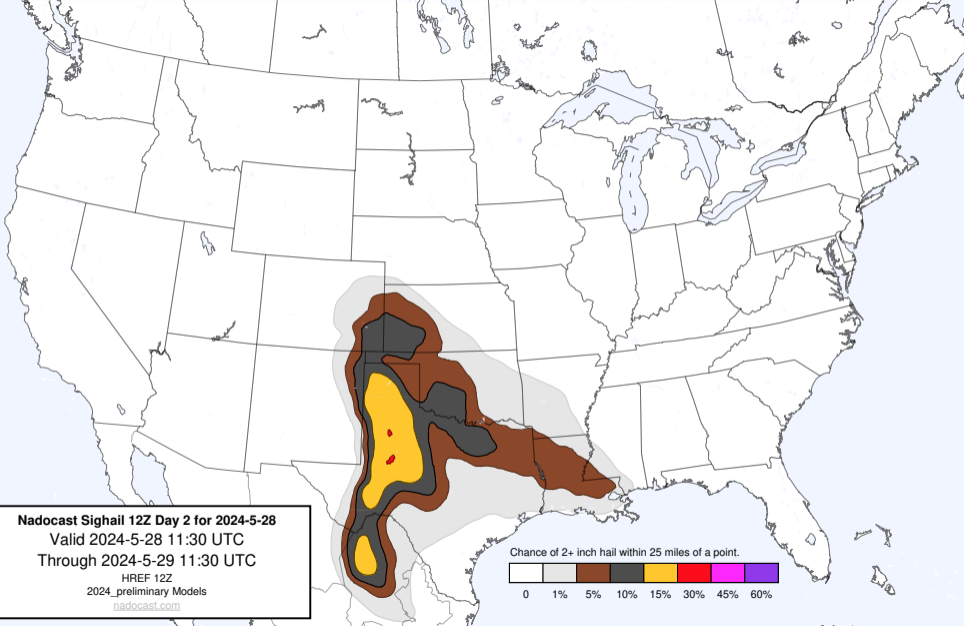 Nadocast Sighail 12Z Day 2 for 2024-5-28
Valid 2024-5-28 11:30 UTC
Through 2024-5-29 11:30 UTC
HREF 12Z
2024_preliminary Models
nadocast.com
Chance of 2+ inch hail within 25 miles of a point.
0 1% 5% 10% 15% 30% 45% 60%